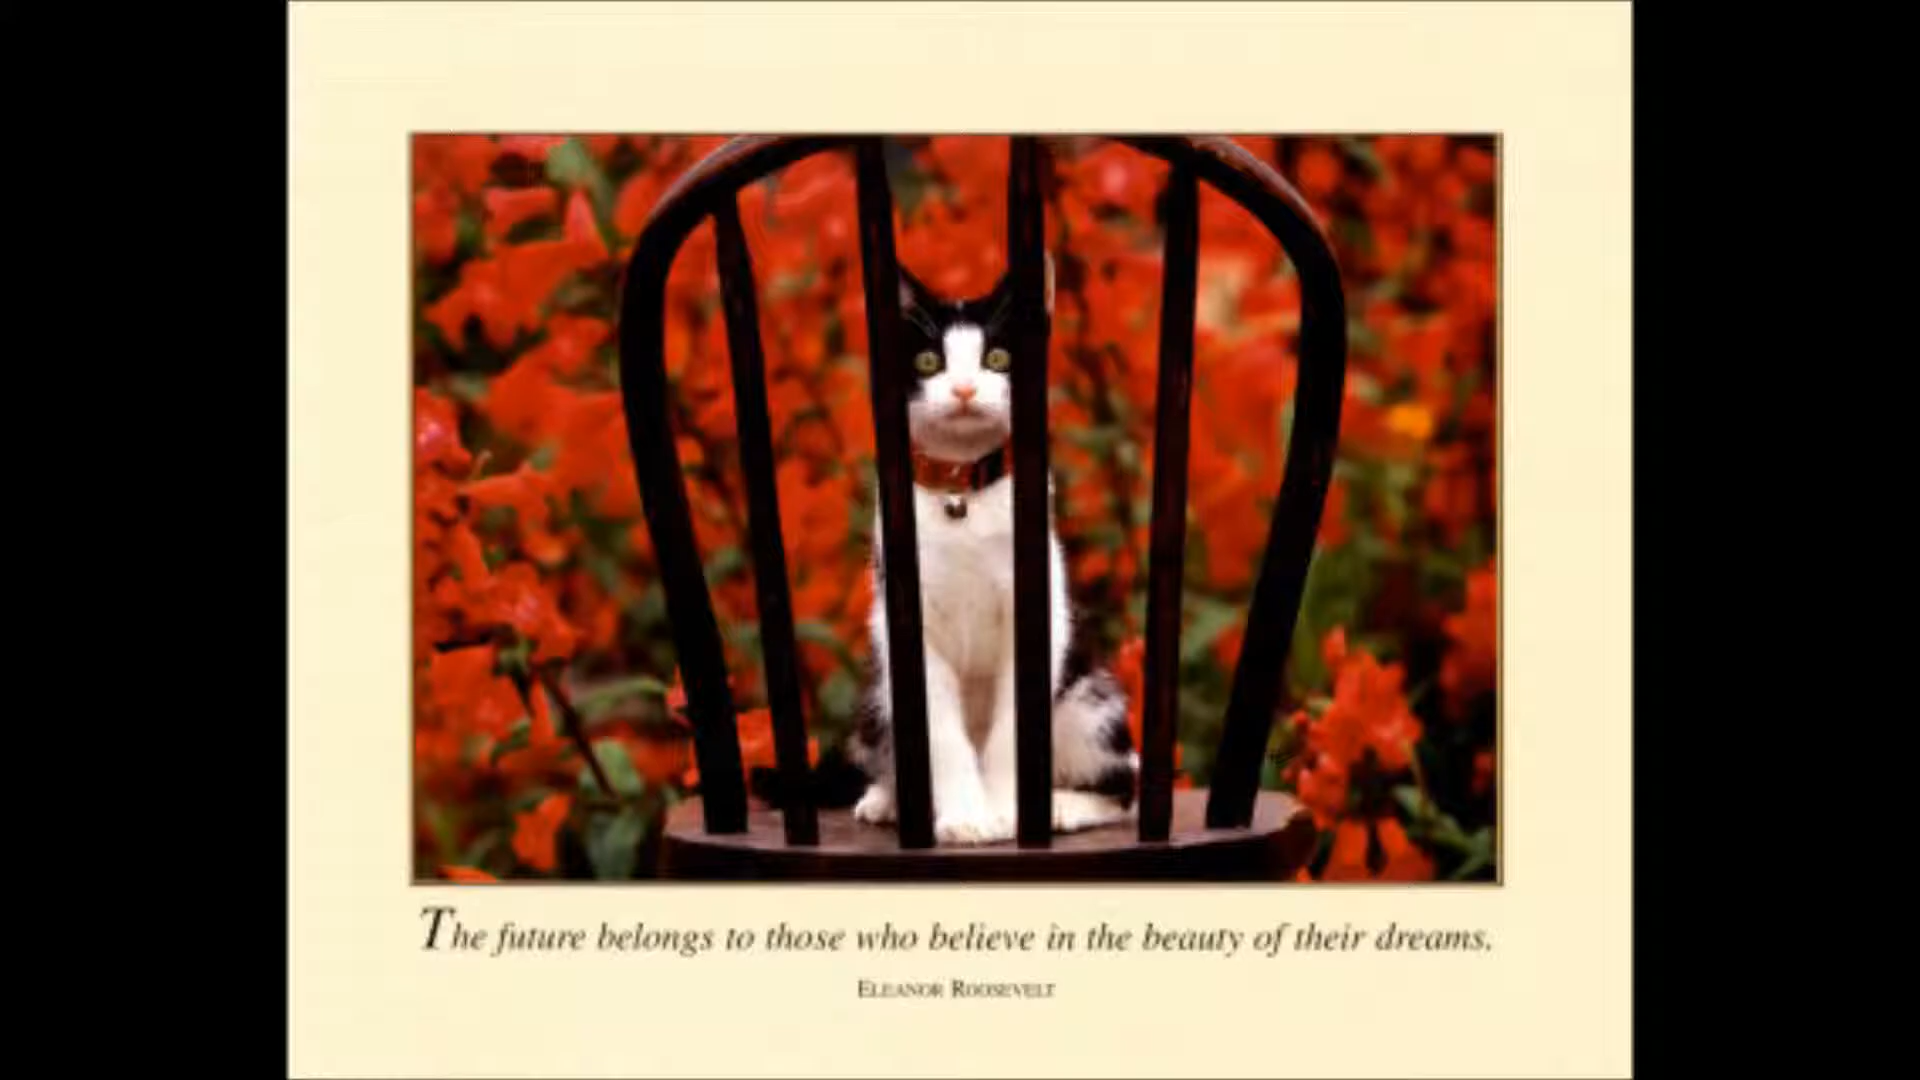 The future belongs to those who believe in the beauty of their dreams.
ELEANOR ROOSEVELT